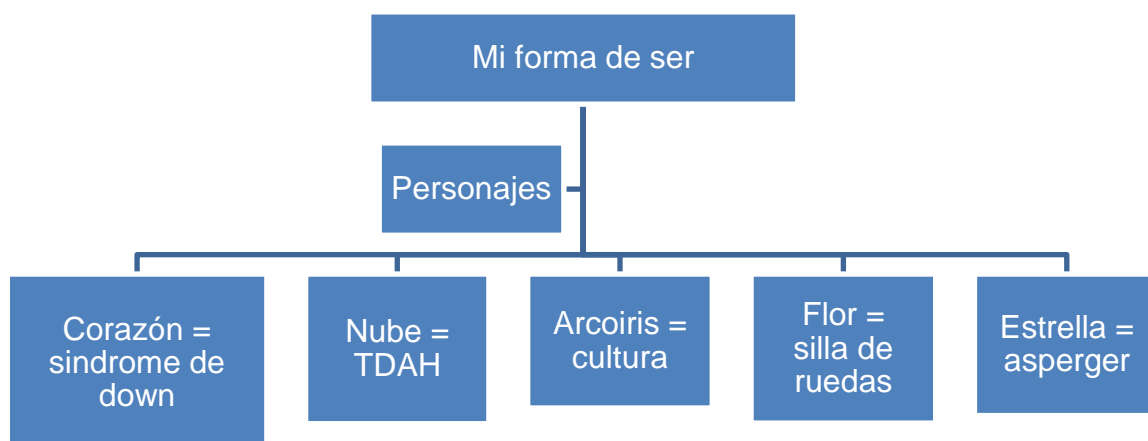 Mi forma de ser
Personajes
Corazón =
sindrome de
down
Nube =
TDAH
Arcoiris =
cultura
Flor =
silla de
ruedas
Estrella =
asperger